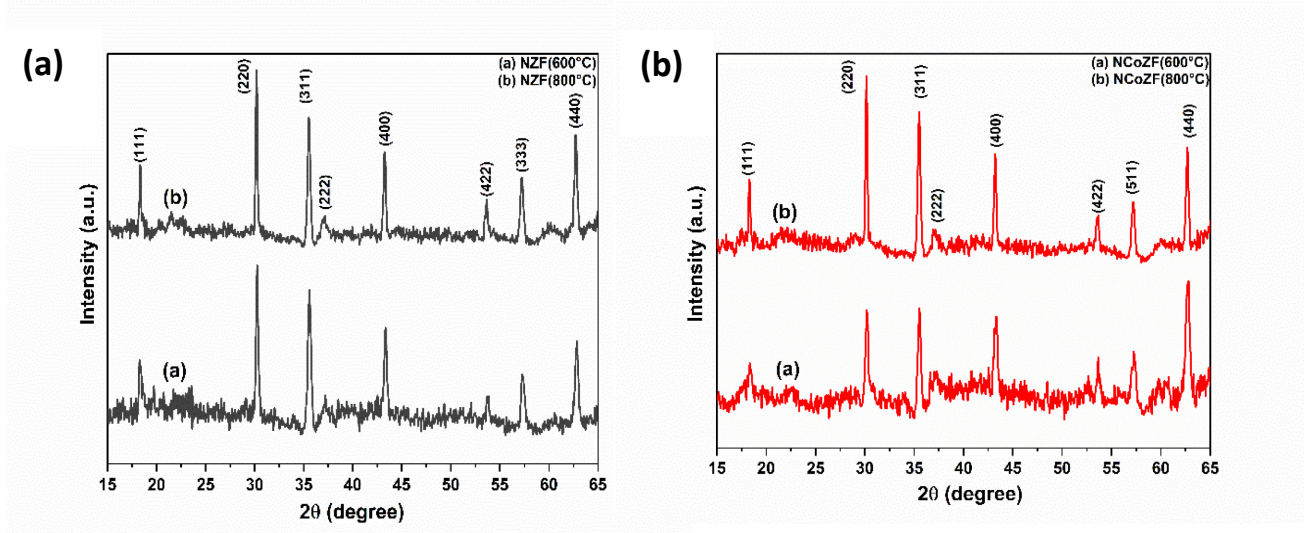 (a)
(a) NZF(600°C)
(b) NZF(800°C)
(111)
(220)
(311)
(222)
(400)
(422)
(333)
(440)
(b)
(a)
Intensity (a.u.)
15 20 25 30 35 40 45 50 55 60 65
2θ (degree)
(b)
(a) NCoZF(600°C)
(b) NCoZF(800°C)
(111)
(220)
(311)
(222)
(400)
(422)
(511)
(440)
(b)
(a)
Intensity (a.u.)
15 20 25 30 35 40 45 50 55 60 65
2θ (degree)